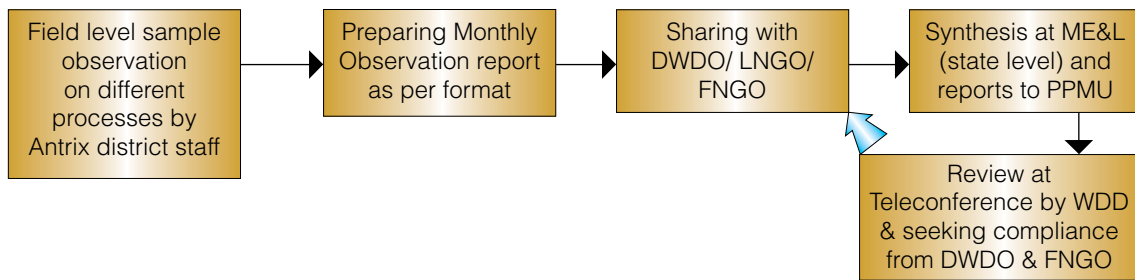 Field level sample
observation
on different
processes by
Antrix district staff
Preparing Monthly
Observation report
as per format
Sharing with
DWDO/ LNGO/
FNGO
Synthesis at ME&L
(state level) and
reports to PPMU
Review at
Teleconference by WDD
& seeking compliance
from DWDO & FNGO